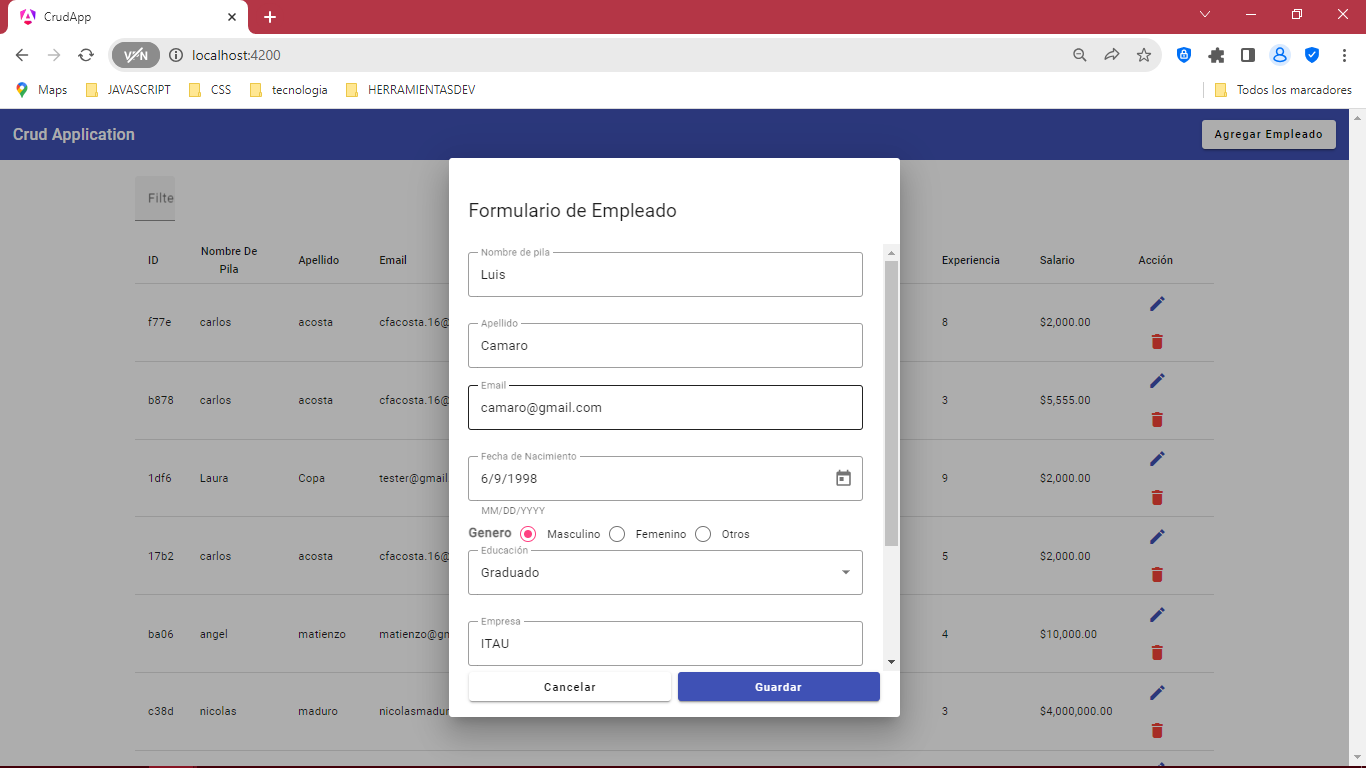 CrudApp
VPN
localhost:4200
Maps JAVASCRIPT CSS tecnologia HERRAMIENTASDEV Todos los marcadores
Crud Application Agregar Empleado
Filte
ID Nombre De Pila Apellido Email Experiencia Salario Acción
f77e carlos acosta cfacosta.16@ 8 $2,000.00
b878 carlos acosta cfacosta.16@ 3 $5,555.00
1df6 Laura Copa tester@gmail 9 $2,000.00
17b2 carlos acosta cfacosta.16@ 5 $2,000.00
ba06 angel matienzo matienzo@gm 4 $10,000.00
c38d nicolas maduro nicolasmadur 3 $4,000,000.00
Formulario de Empleado
Nombre de pila
Luis
Apellido
Camaro
Email
camaro@gmail.com
Fecha de Nacimiento
6/9/1998
MM/DD/YYYY
Genero Masculino Femenino Otros
Educación
Graduado
Empresa
ITAU
Cancelar Guardar